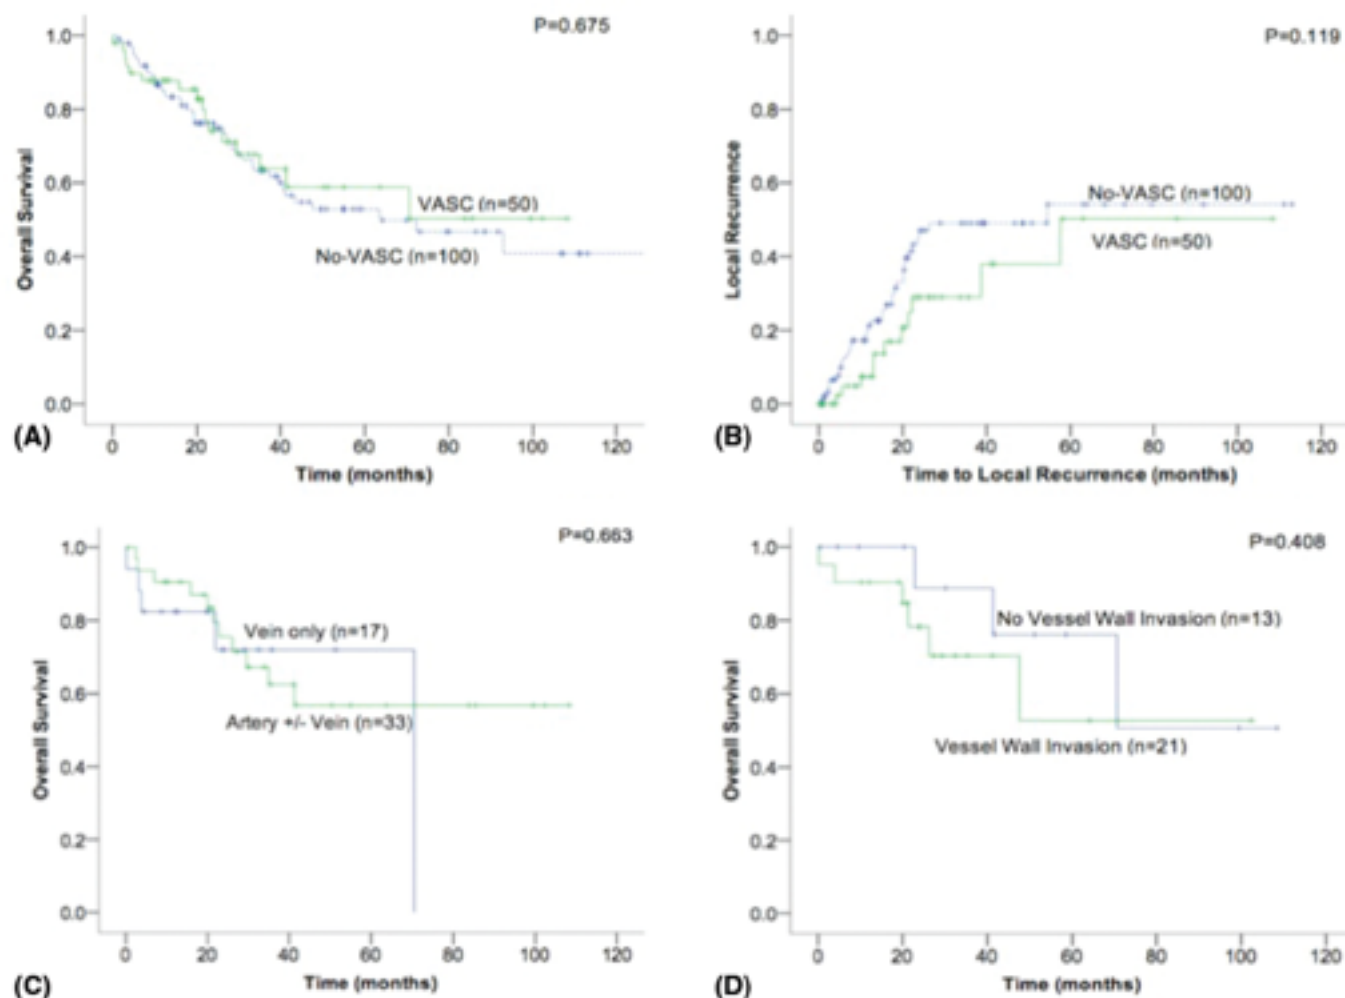 P=0.675
1.0
0.8
0.6
0.4
0.2
0.0
Overall Survival
VASC (n=50)
No-VASC (n=100)
0 20 40 60 80 100 120
Time (months)
(A)
P=0.119
1.0
0.8
0.6
0.4
0.2
0.0
Local Recurrence
No-VASC (n=100)
VASC (n=50)
0 20 40 60 80 100 120
Time to Local Recurrence (months)
(B)
P=0.663
1.0
0.8
0.6
0.4
0.2
0.0
Overall Survival
Vein only (n=17)
Artery +/- Vein (n=33)
0 20 40 60 80 100 120
Time (months)
(C)
P=0.408
1.0
0.8
0.6
0.4
0.2
0.0
Overall Survival
No Vessel Wall Invasion (n=13)
Vessel Wall Invasion (n=21)
0 20 40 60 80 100 120
Time (months)
(D)